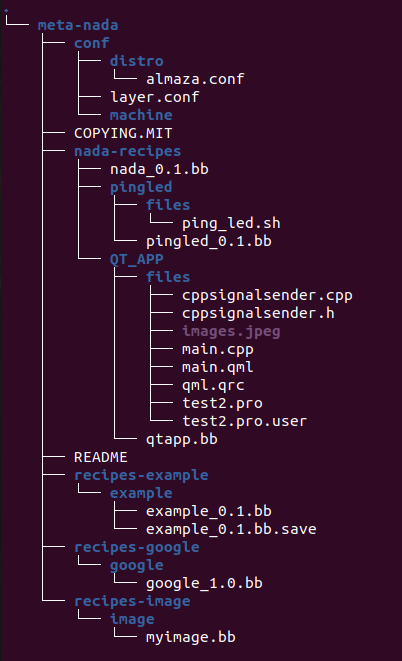 .
└── meta-nada
    ├── conf
    │   ├── distro
    │   │   └── almaza.conf
    │   ├── layer.conf
    │   └── machine
    ├── COPYING.MIT
    ├── nada-recipes
    │   ├── nada_0.1.bb
    │   ├── pingled
    │   │   ├── files
    │   │   │   └── ping_led.sh
    │   │   └── pingled_0.1.bb
    │   └── QT_APP
    │       ├── files
    │       │   ├── cppsignalsender.cpp
    │       │   ├── cppsignalsender.h
    │       │   ├── images.jpeg
    │       │   ├── main.cpp
    │       │   ├── main.qml
    │       │   ├── qml.qrc
    │       │   ├── test2.pro
    │       │   └── test2.pro.user
    │       └── qtapp.bb
    ├── README
    ├── recipes-example
    │   └── example
    │       ├── example_0.1.bb
    │       └── example_0.1.bb.save
    ├── recipes-google
    │   └── google
    │       └── google_1.0.bb
    └── recipes-image
        └── image
            └── myimage.bb